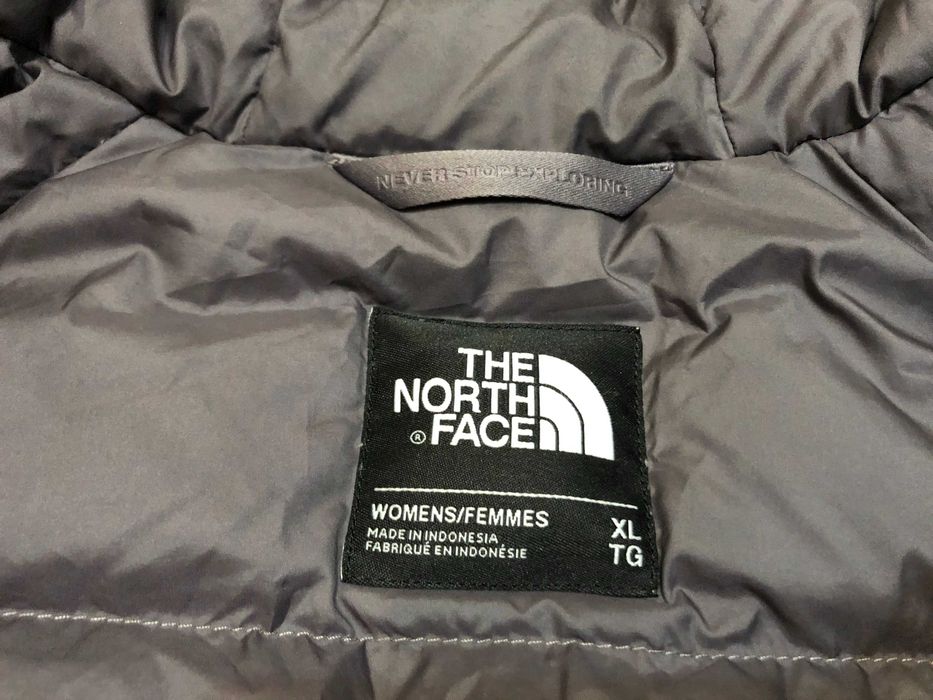 NEVER STOP EXPLORING
THE
NORTH
® FACE
WOMENS/FEMMES
MADE IN INDONESIA
FABRIQUÉ EN INDONÉSIE
XL
TG